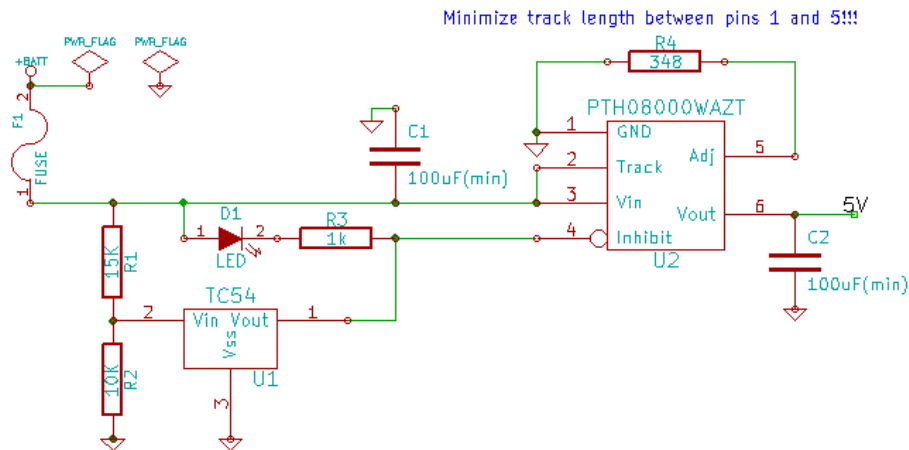 Minimize track length between pins 1 and 5!!!
PWR_FLAG
PWR_FLAG
+BATT
2
F1
FUSE
1
R4
348
PTH08000WAZT
1
GND
2
Track
3
Vin
4
Inhibit
Adj
5
Vout
6
U2
5V
C1
100uF(min)
C2
100uF(min)
D1
1
2
LED
R3
1k
15K
R1
TC54
2
Vin
Vout
1
Vss
U1
3
10K
R2